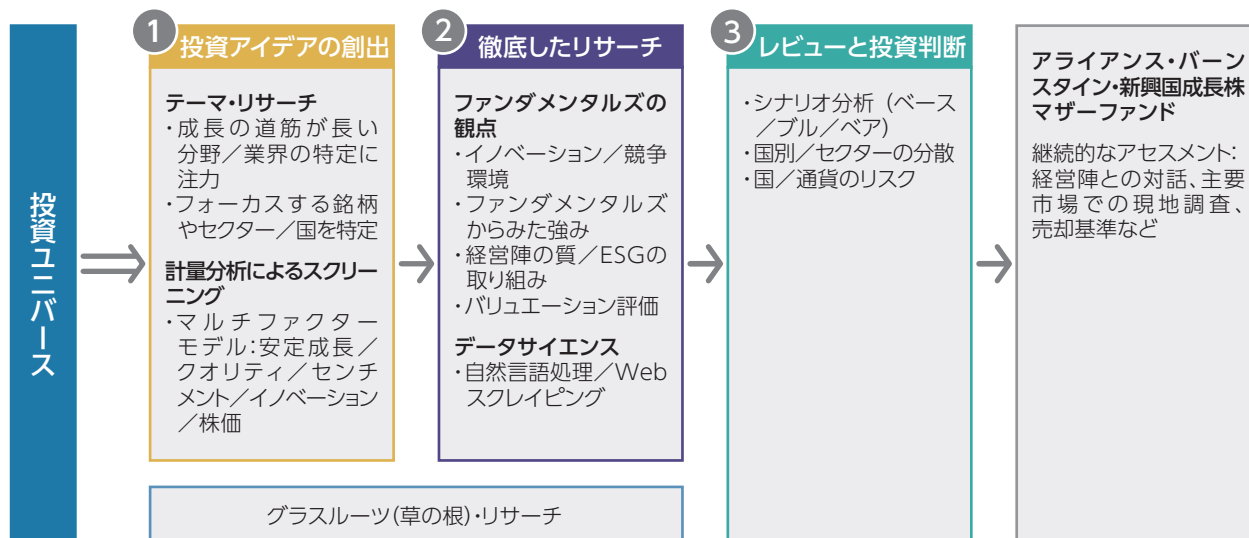 投資ユニバース
1
投資アイデアの創出
テーマ・リサーチ
・成長の道筋が長い
分野／業界の特定に
注力
・フォーカスする銘柄
やセクター／国を特定
計量分析によるスクリー
ニング
・マルチファクター
モデル：安定成長／
クオリティ／センチ
メント／イノベーション
／株価
2
徹底したリサーチ
ファンダメンタルズの
観点
・イノベーション／競争
環境
・ファンダメンタルズ
からみた強み
・経営陣の質／ESGの
取り組み
・バリュエーション評価
データサイエンス
・自然言語処理／Web
スクレイピング
グラスルーツ(草の根)・リサーチ
3
レビューと投資判断
・シナリオ分析（ベース
／ブル／ベア）
・国別／セクターの分散
・国／通貨のリスク
アライアンス・バーン
スタイン・新興国成長株
マザーファンド
継続的なアセスメント：
経営陣との対話、主要
市場での現地調査、
売却基準など